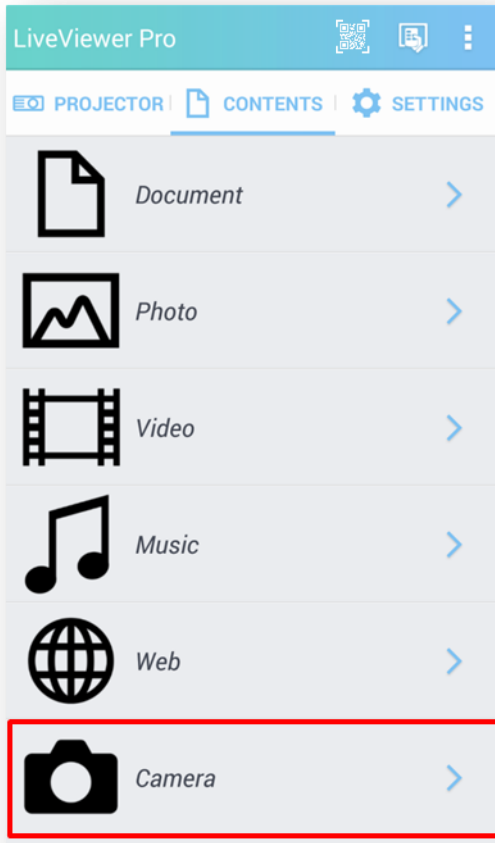 LiveViewer Pro
PROJECTOR CONTENTS SETTINGS
Document
Photo
Video
Music
Web
Camera